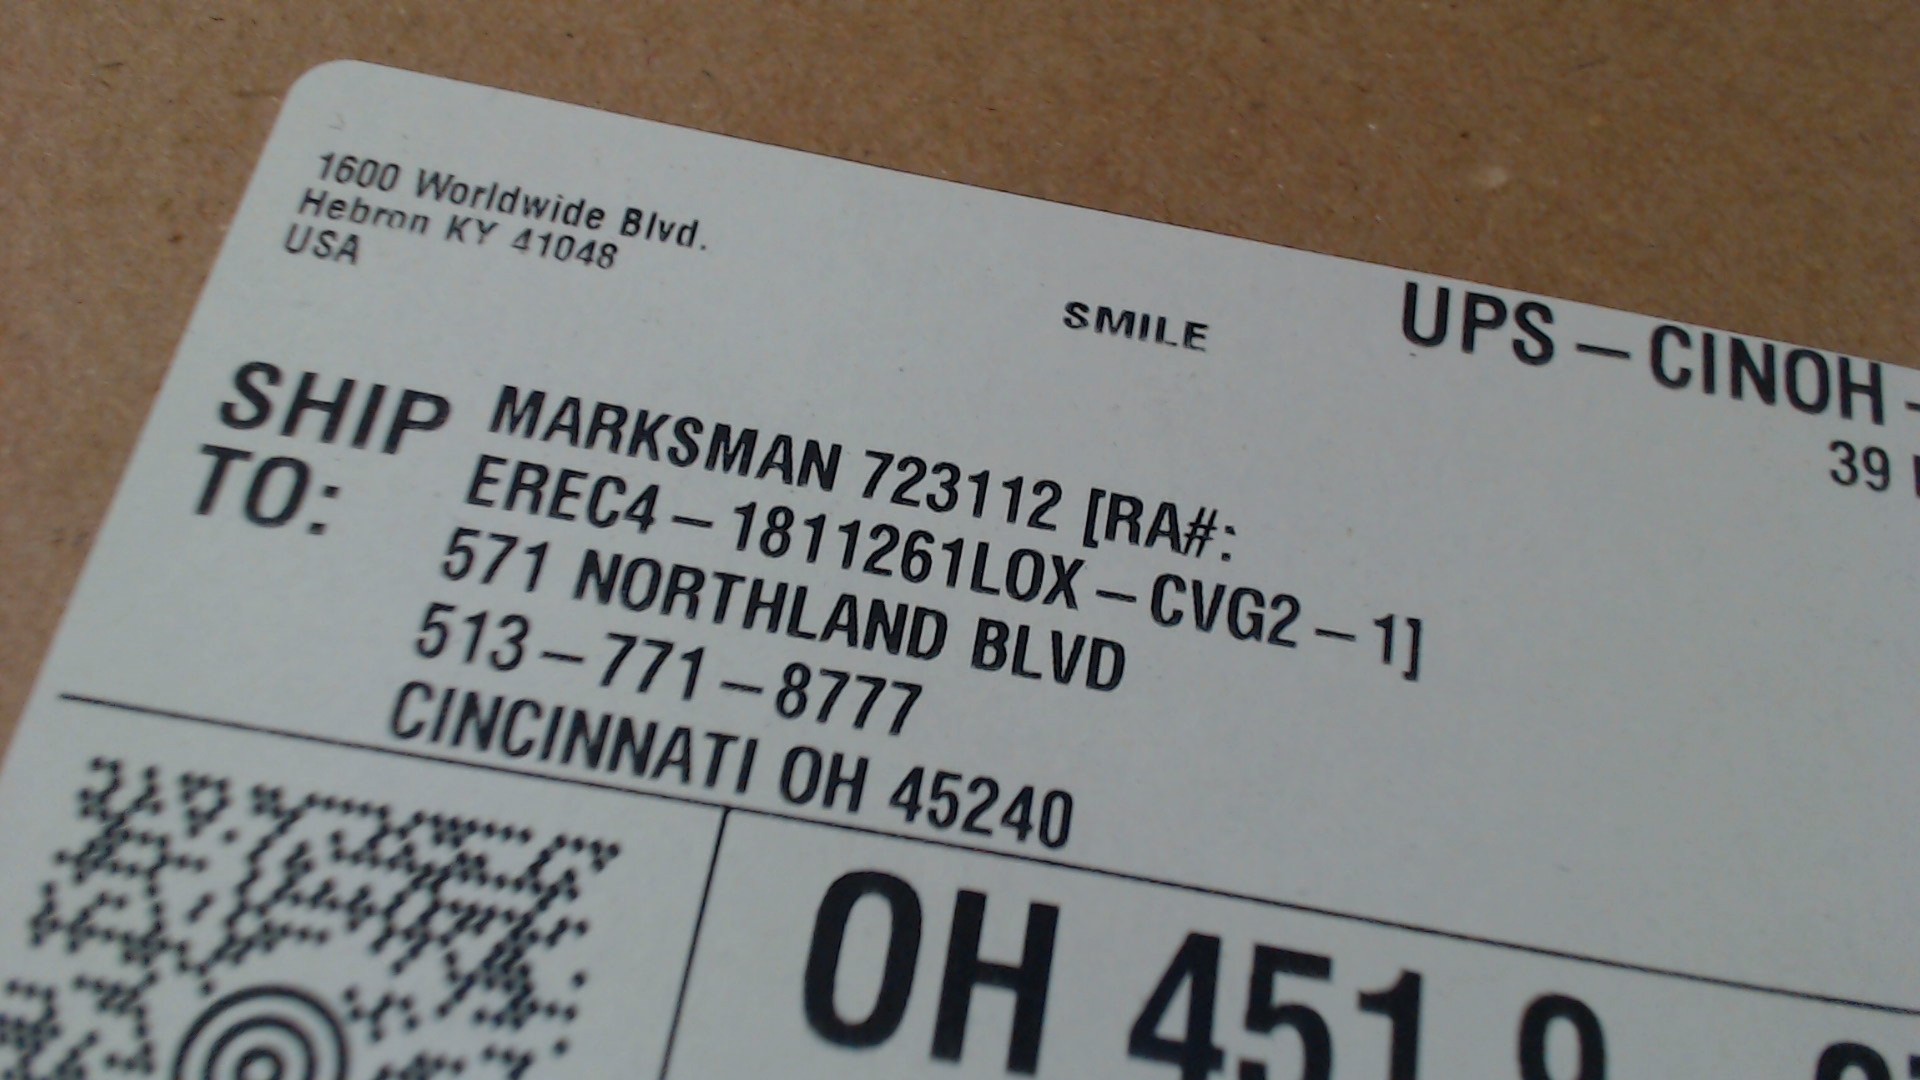 1600 Worldwide Blvd.
Hebron KY 41048
USA
SMILE
UPS-CINOH-
39
SHIP TO:
MARKSMAN 723112 [RA#:
EREC4-1811261LOX-CVG2-1]
571 NORTHLAND BLVD
513-771-8777
CINCINNATI OH 45240
OH 451 9